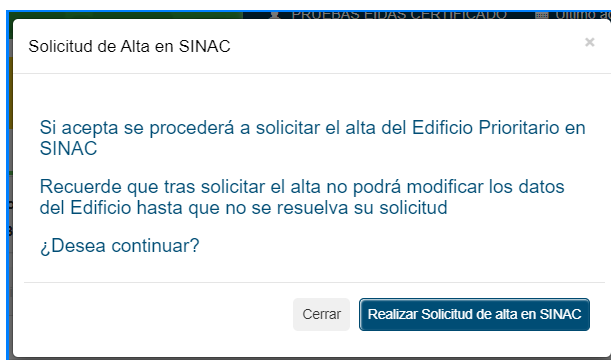 PRUEBAS EIDAS CERTIFICADO
Solicitud de Alta en SINAC
×
Si acepta se procederá a solicitar el alta del Edificio Prioritario en
SINAC
Recuerde que tras solicitar el alta no podrá modificar los datos
del Edificio hasta que no se resuelva su solicitud
¿Desea continuar?
Cerrar
Realizar Solicitud de alta en SINAC